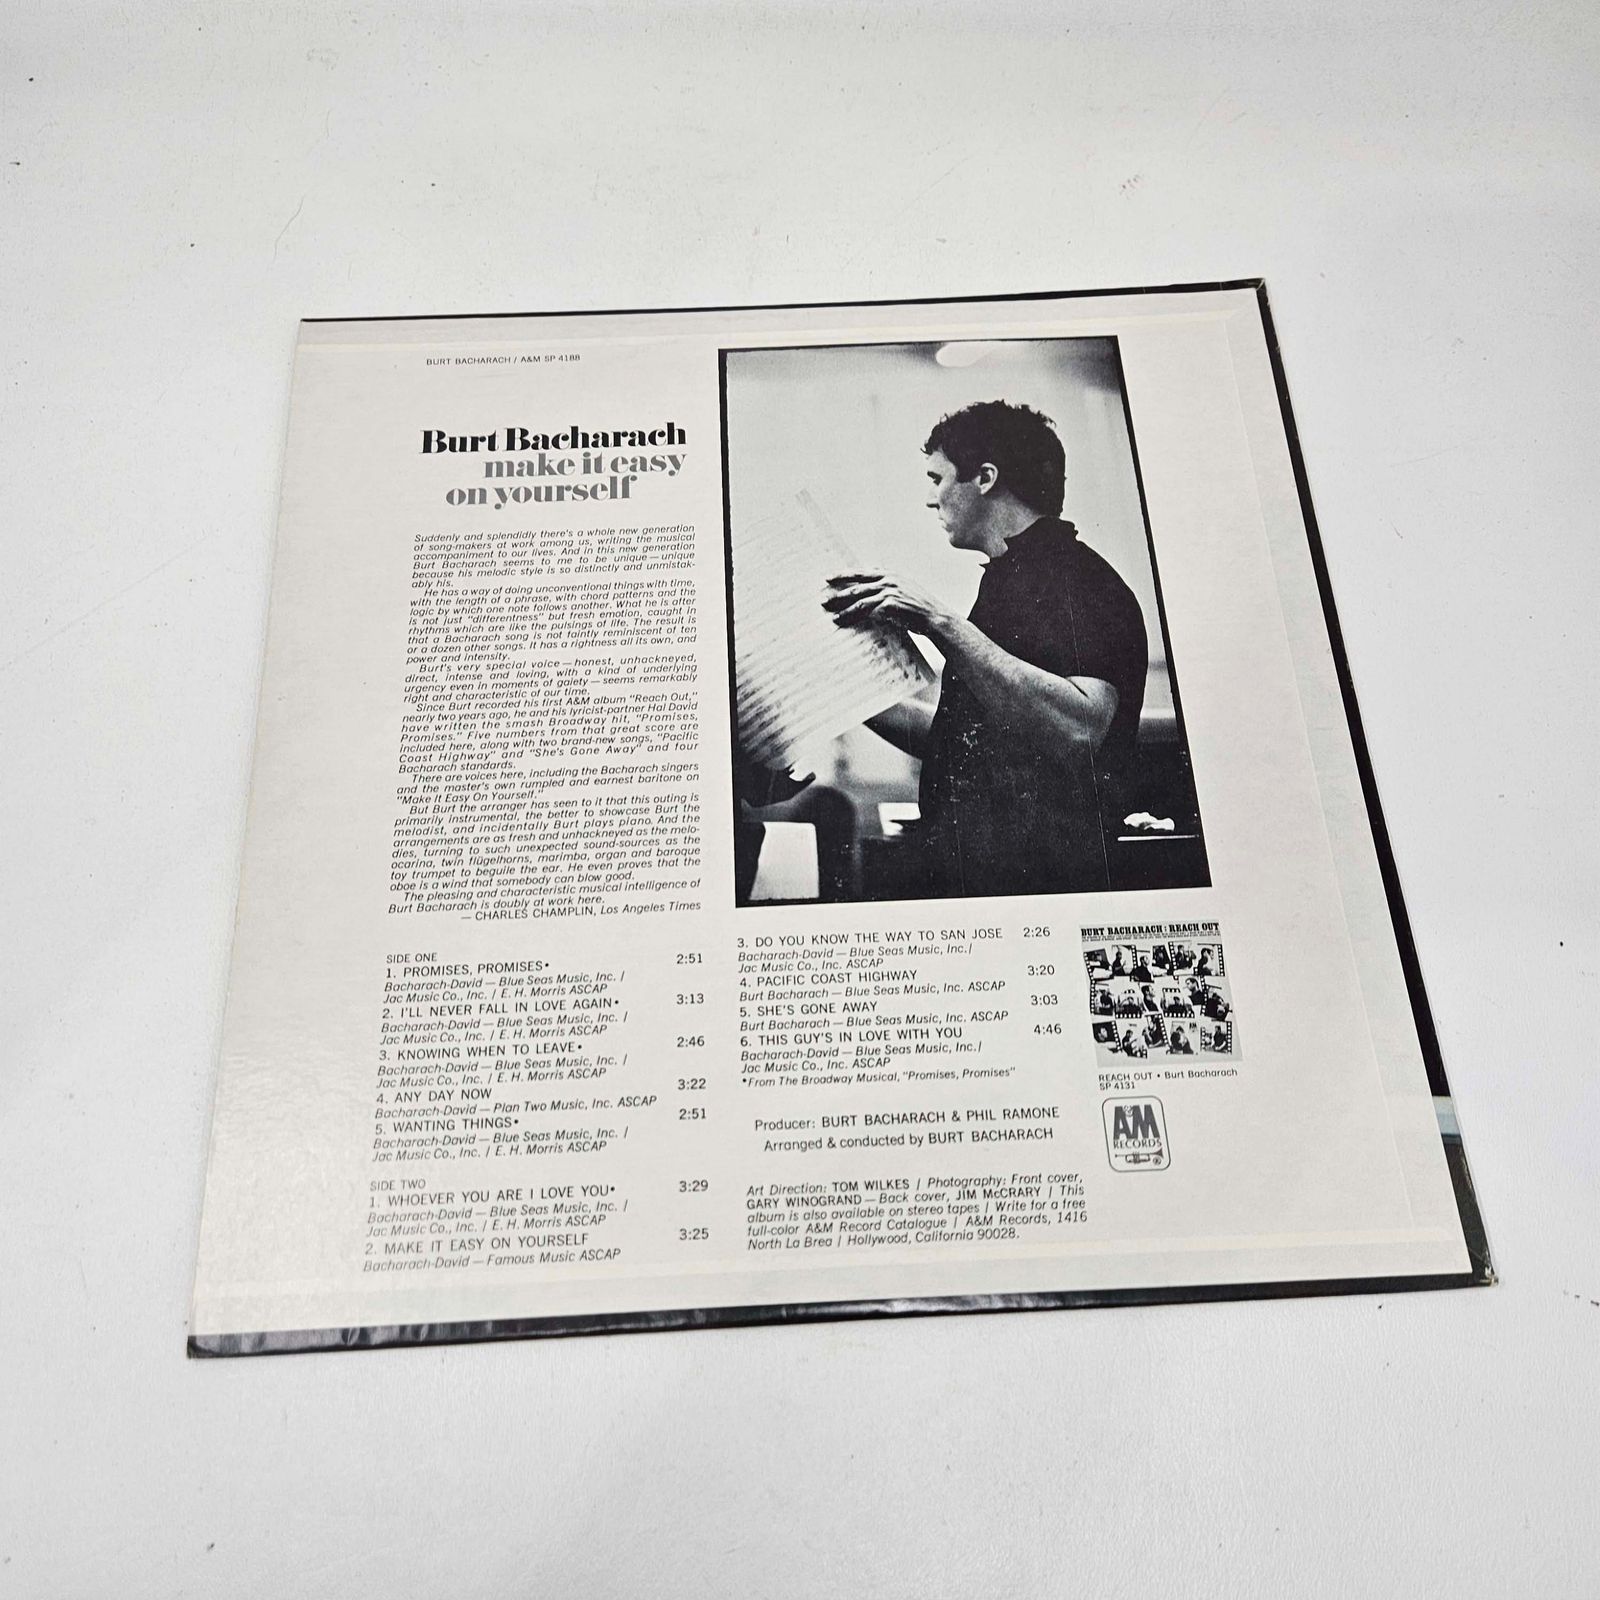 BURT BACHARACH / A&M SP 4188
Burt Bacharach
make it easy
on yourself
Suddenly and splendidly there's a whole new generation
of song-makers at work among us, writing the musical
accompaniment to our lives. And in this new generation
Burt Bacharach seems to me to be unique — unique
because his melodic style is so distinctly and unmistak-
ably his.
He has a way of doing unconventional things with time,
with the length of a phrase, with chord patterns and the
logic by which one note follows another. What he is after
is not just "differentness" but fresh emotion, caught in
rhythms which are like the pulsings of life. The result is
that a Bacharach song is not faintly reminiscent of ten
or a dozen other songs. It has a rightness all its own, and
power and intensity.
Burt's very special voice — honest, unhackneyed,
direct, intense and loving, with a kind of underlying
urgency even in moments of gaiety — seems remarkably
right and characteristic of our time.
Since Burt recorded his first A&M album "Reach Out,"
nearly two years ago, he and his lyricist-partner Hal David
have written the smash Broadway hit, "Promises,
Promises." Five numbers from that great score are
included here, along with two brand-new songs, "Pacific
Coast Highway" and "She's Gone Away" and four
Bacharach standards.
There are voices here, including the Bacharach singers
and the master's own rumpled and earnest baritone on
"Make It Easy On Yourself."
But Burt the arranger has seen to it that this outing is
primarily instrumental, the better to showcase Burt the
melodist, and incidentally Burt plays piano. And the
arrangements are as fresh and unhackneyed as the melo-
dies, turning to such unexpected sound-sources as the
ocarina, twin flügelhorns, marimba, organ and baroque
toy trumpet to beguile the ear. He even proves that the
oboe is a wind that somebody can blow good.
The pleasing and characteristic musical intelligence of
Burt Bacharach is doubly at work here.
— CHARLES CHAMPLIN, Los Angeles Times
SIDE ONE
1. PROMISES, PROMISES• 2:51
Bacharach-David — Blue Seas Music, Inc. /
Jac Music Co., Inc. / E. H. Morris ASCAP
2. I'LL NEVER FALL IN LOVE AGAIN• 3:13
Bacharach-David — Blue Seas Music, Inc. /
Jac Music Co., Inc. / E. H. Morris ASCAP
3. KNOWING WHEN TO LEAVE• 2:46
Bacharach-David — Blue Seas Music, Inc. /
Jac Music Co., Inc. / E. H. Morris ASCAP
4. ANY DAY NOW 3:22
Bacharach-David — Plan Two Music, Inc. ASCAP
5. WANTING THINGS• 2:51
Bacharach-David — Blue Seas Music, Inc. /
Jac Music Co., Inc. / E. H. Morris ASCAP
SIDE TWO
1. WHOEVER YOU ARE I LOVE YOU• 3:29
Bacharach-David — Blue Seas Music, Inc. /
Jac Music Co., Inc. / E. H. Morris ASCAP
2. MAKE IT EASY ON YOURSELF 3:25
Bacharach-David — Famous Music ASCAP
3. DO YOU KNOW THE WAY TO SAN JOSE 2:26
Bacharach-David — Blue Seas Music, Inc./
Jac Music Co., Inc. ASCAP
4. PACIFIC COAST HIGHWAY 3:20
Burt Bacharach — Blue Seas Music, Inc. ASCAP
5. SHE'S GONE AWAY 3:03
Burt Bacharach — Blue Seas Music, Inc. ASCAP
6. THIS GUY'S IN LOVE WITH YOU 4:46
Bacharach-David — Blue Seas Music, Inc./
Jac Music Co., Inc. ASCAP
•From The Broadway Musical, "Promises, Promises"
Producer: BURT BACHARACH & PHIL RAMONE
Arranged & conducted by BURT BACHARACH
Art Direction: TOM WILKES / Photography: Front cover,
GARY WINOGRAND — Back cover, JIM McCRARY / This
album is also available on stereo tapes / Write for a free
full-color A&M Record Catalogue / A&M Records, 1416
North La Brea / Hollywood, California 90028.
BURT BACHARACH : REACH OUT
REACH OUT • Burt Bacharach
SP 4131
A&M
RECORDS
®